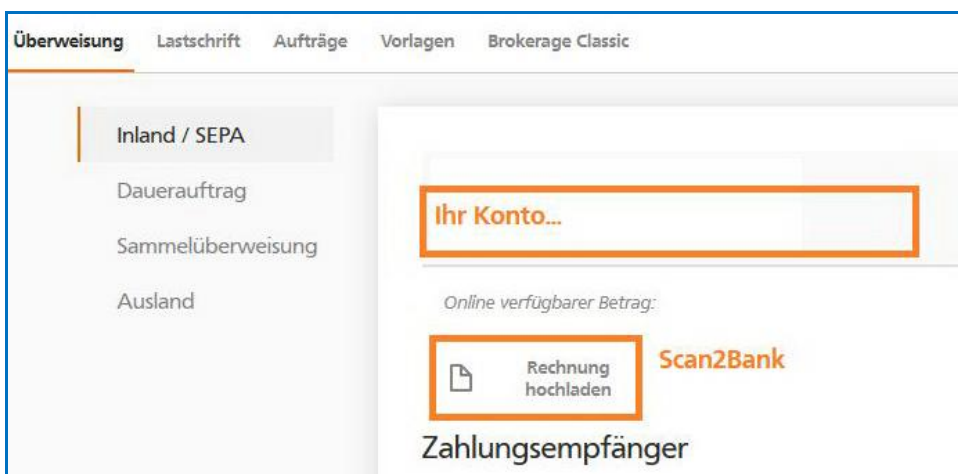 Überweisung Lastschrift Aufträge Vorlagen Brokerage Classic
Inland / SEPA
Dauerauftrag
Sammelüberweisung
Ausland
Ihr Konto...
Online verfügbarer Betrag:
Rechnung
hochladen
Scan2Bank
Zahlungsempfänger